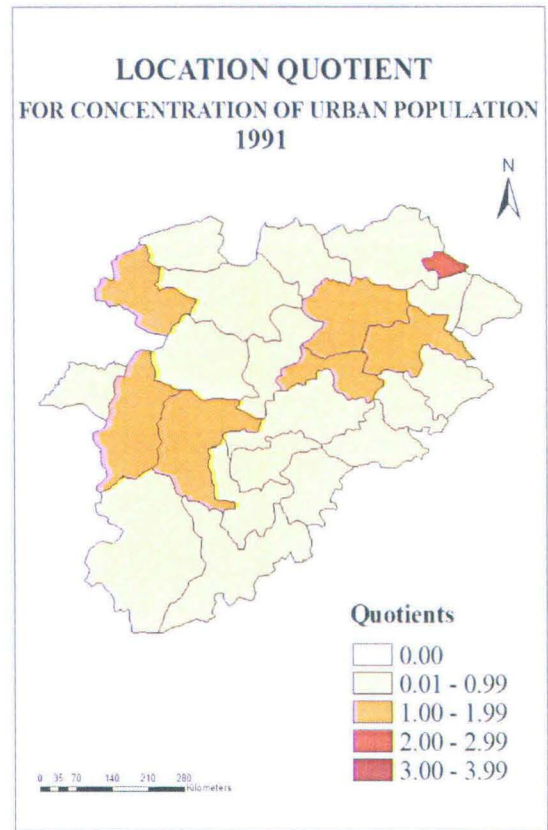 LOCATION QUOTIENT
FOR CONCENTRATION OF URBAN POPULATION
1991
N
Quotients
0.00
0.01 - 0.99
1.00 - 1.99
2.00 - 2.99
3.00 - 3.99
0 35 70 140 210 280
Kilometers